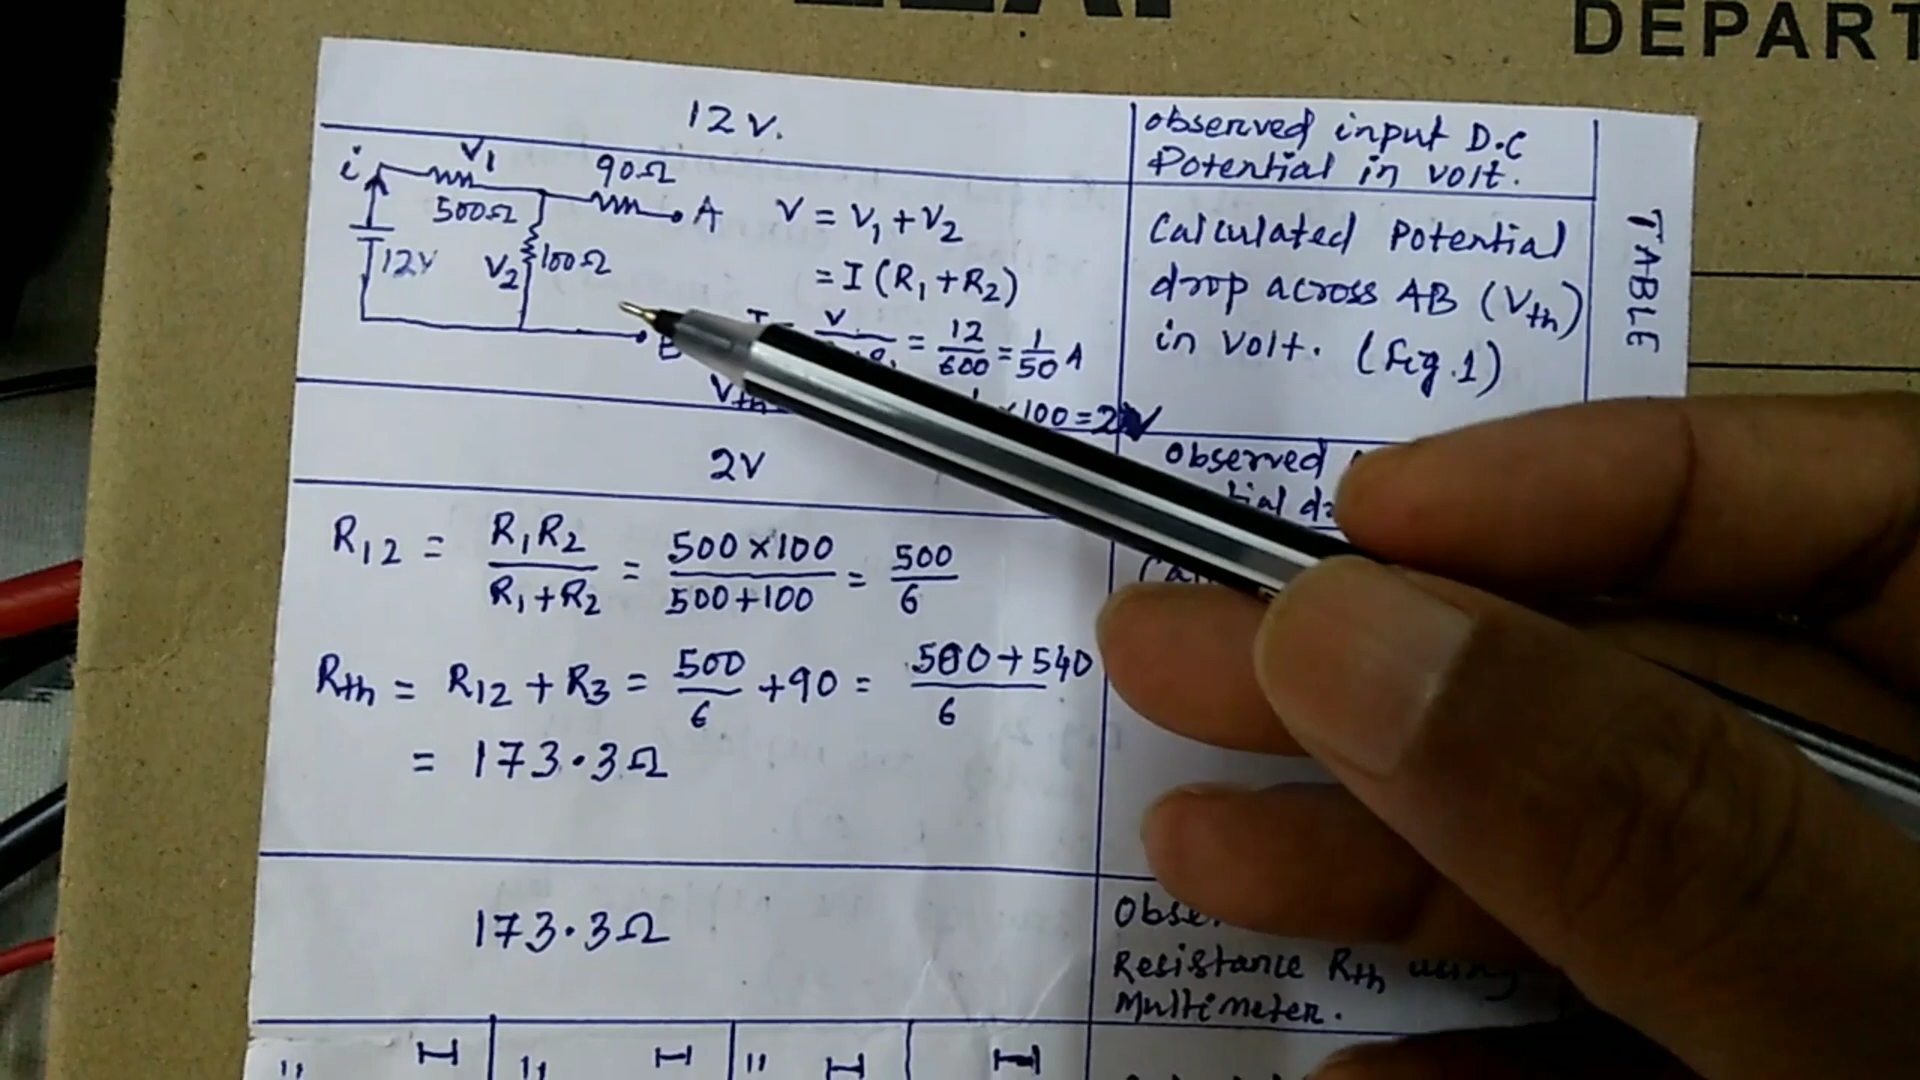 DEPART
12 V.
observed input D.C
Potential in volt.
TABLE
i
V1
90Ω
500Ω
A
12V
V2
100Ω
V = V1 + V2
= I (R1 + R2)
V
= 12/600 = 1/50 A
Vth
×100 = 2V
Calculated Potential
drop across AB (Vth)
in volt. (fig.1)
2V
observed
R12 = R1R2/R1+R2 = 500×100/500+100 = 500/6
Rth = R12 + R3 = 500/6 + 90 = 500+540/6
= 173.3Ω
173.3Ω
Resistance Rth using
Multimeter.